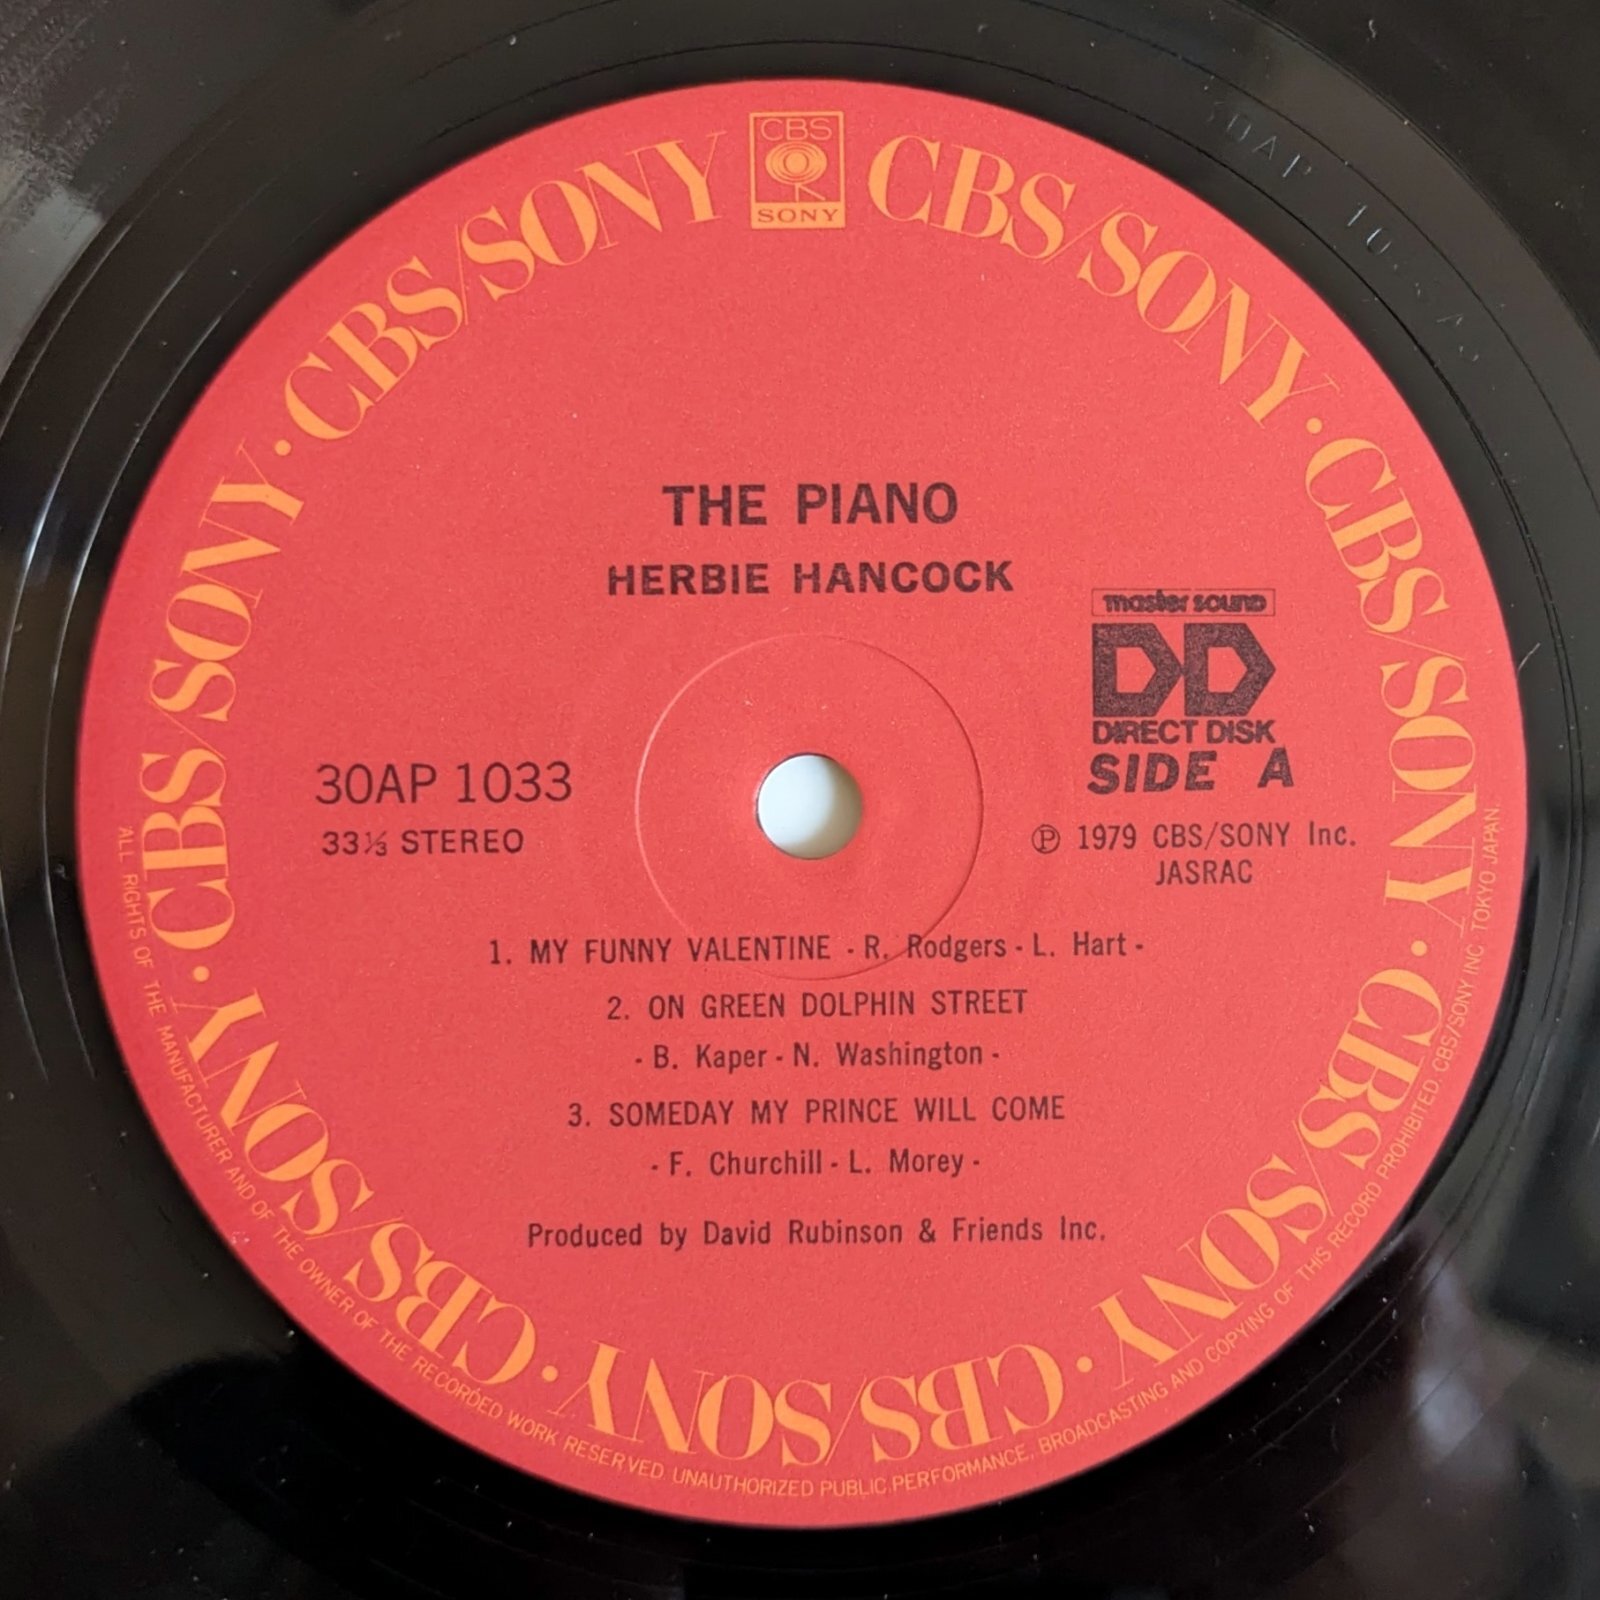 CBS
SONY
CBS/SONY · CBS/SONY · CBS/SONY · CBS/SONY · CBS/SONY · CBS/SONY · CBS/SONY · CBS/SONY
THE PIANO
HERBIE HANCOCK
master sound
DD
DIRECT DISK
SIDE A
30AP 1033
33⅓ STEREO
Ⓟ 1979 CBS/SONY Inc.
JASRAC
1. MY FUNNY VALENTINE - R. Rodgers - L. Hart -
2. ON GREEN DOLPHIN STREET
- B. Kaper - N. Washington -
3. SOMEDAY MY PRINCE WILL COME
- F. Churchill - L. Morey -
Produced by David Rubinson & Friends Inc.
ALL RIGHTS OF THE MANUFACTURER AND OF THE OWNER OF THE RECORDED WORK RESERVED. UNAUTHORIZED PUBLIC PERFORMANCE, BROADCASTING AND COPYING OF THIS RECORD PROHIBITED. CBS/SONY INC TOKYO JAPAN.